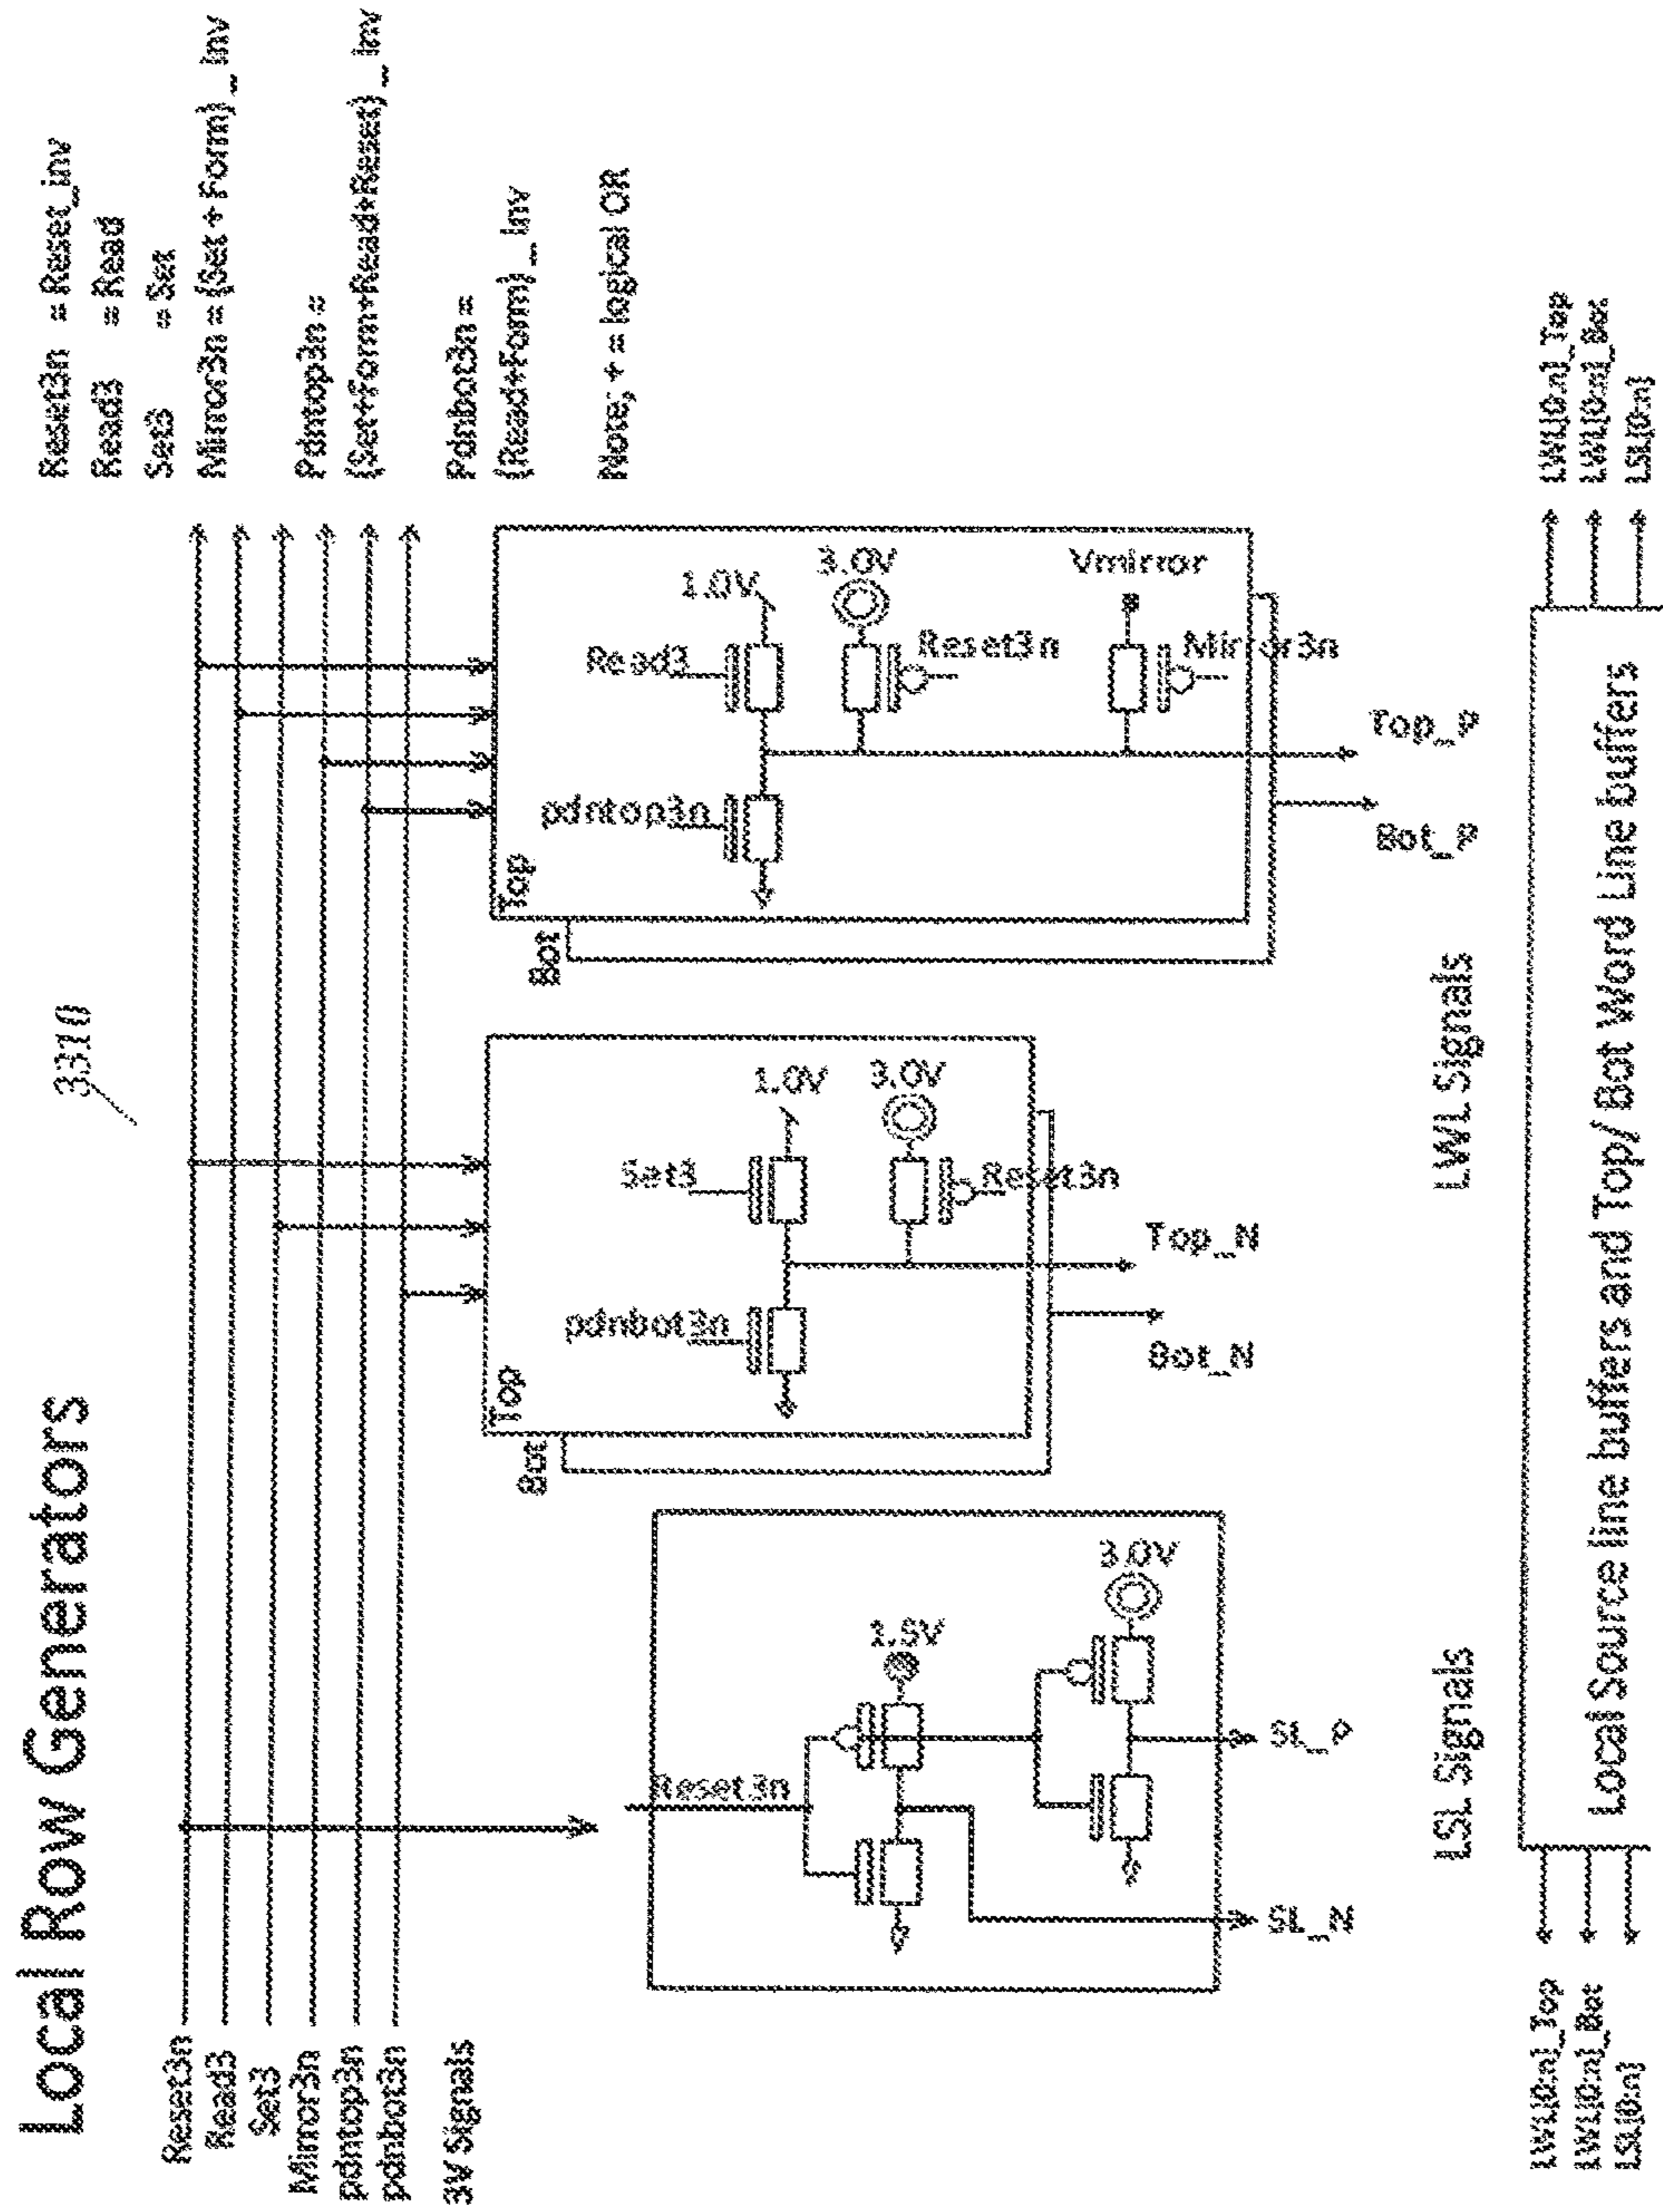 Local Row Generators
3310
Reset3n
Read3
Set3
Mirror3n
pdntop3n
pdnbot3n
3V Signals
Reset3n = Reset_inv
Read3 = Read
Set3 = Set
Mirror3n = (Set + Form)_Inv
Pdntop3n =
(Set+Form+Read+Reset)_Inv
Pdnbot3n =
(Read+Form)_Inv
Note; + = logical OR
Reset3n
1.5V
3.0V
SL_N
SL_P
Bot
Top
pdnbot3n
Set3
1.0V
3.0V
Reset3n
Top_N
Bot_N
Bot
Top
pdntop3n
Read3
1.0V
3.0V
Reset3n
Vmirror
Mirror3n
Top_P
Bot_P
LSL Signals
LWL Signals
LWL[0:n]_Top
LWL[0:n]_Bot
LSL[0:n]
Local Source line buffers and Top/ Bot Word Line buffers
LWL[0:n]_Top
LWL[0:n]_Bot
LSL[0:n]